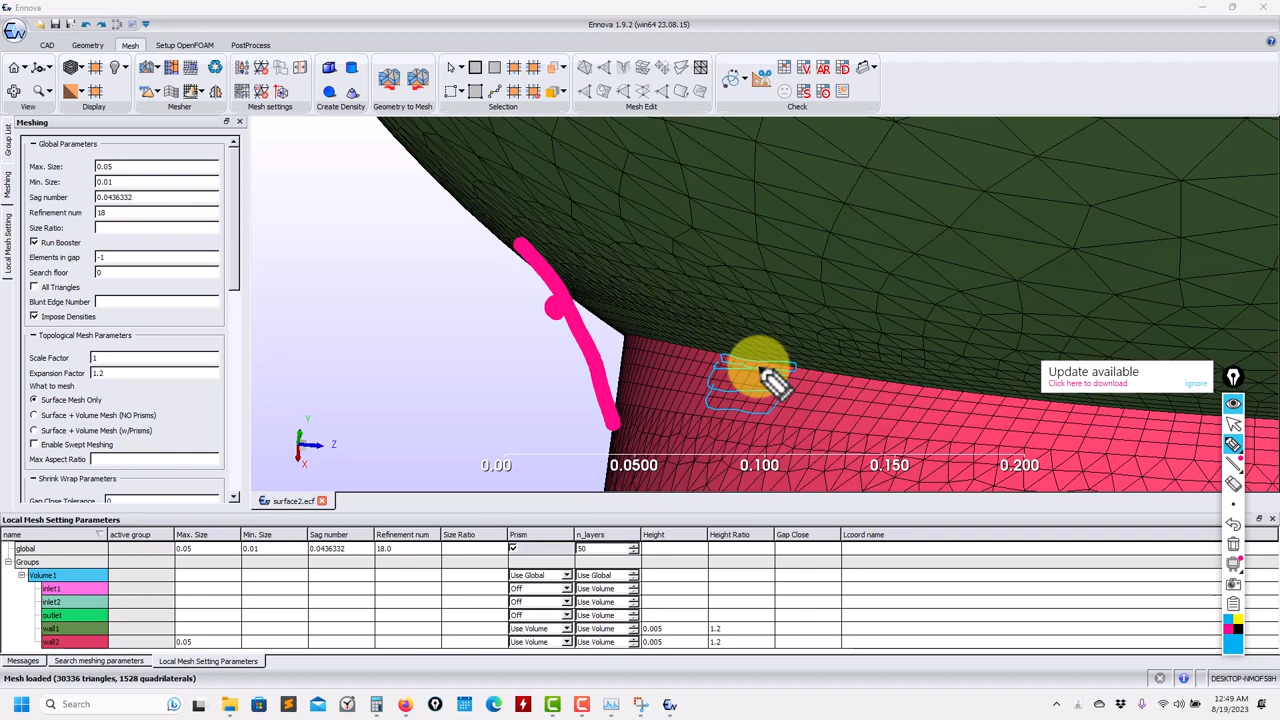 Ennova
Ennova 1.9.2 (win64 23.08.15)
CAD Geometry Mesh Setup OpenFOAM PostProcess
View Display Mesher Mesh settings Create Density Geometry to Mesh Selection Mesh Edit Check
Meshing
Group List
Meshing
Local Mesh Setting
Global Parameters
Max. Size: 0.05
Min. Size: 0.01
Sag number 0.0436332
Refinement num 18
Size Ratio:
Run Booster
Elements in gap -1
Search floor 0
All Triangles
Blunt Edge Number
Impose Densities
Topological Mesh Parameters
Scale Factor 1
Expansion Factor 1.2
What to mesh
Surface Mesh Only
Surface + Volume Mesh (NO Prisms)
Surface + Volume Mesh (w/Prisms)
Enable Swept Meshing
Max Aspect Ratio
Shrink Wrap Parameters
Gap Close Tolerance 0
Y
Z
X
0.00 0.0500 0.100 0.150 0.200
Update available
Click here to download ignore
surface2.ecf
Local Mesh Setting Parameters
name active group Max. Size Min. Size Sag number Refinement num Size Ratio Prism n_layers Height Height Ratio Gap Close Lcoord name
global 0.05 0.01 0.0436332 18.0 50
Groups
Volume1 Use Global Use Global
inlet1 Off Use Volume
inlet2 Off Use Volume
outlet Off Use Volume
wall1 Use Volume Use Volume 0.005 1.2
wall2 0.05 Use Volume Use Volume 0.005 1.2
Messages Search meshing parameters Local Mesh Setting Parameters
Mesh loaded (30336 triangles, 1528 quadrilaterals)
DESKTOP-NMOF58H
Search
12:49 AM
8/19/2023